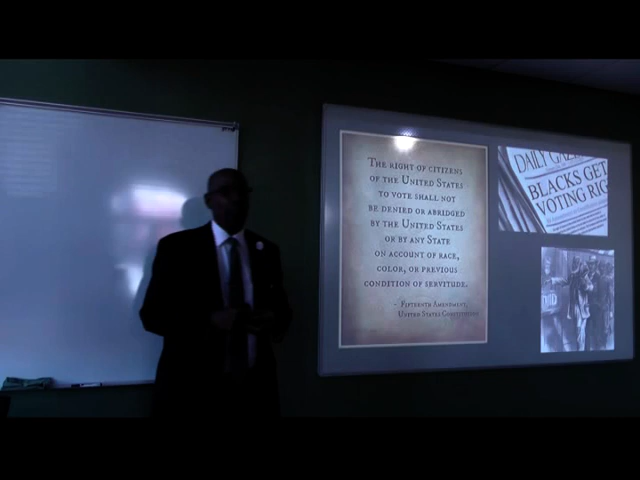 The right of citizens
of the United States
to vote shall not
be denied or abridged
by the United States
or by any State
on account of race,
color, or previous
condition of servitude.
- Fifteenth Amendment,
United States Constitution
DAILY GAZ
BLACKS GET
VOTING RIG